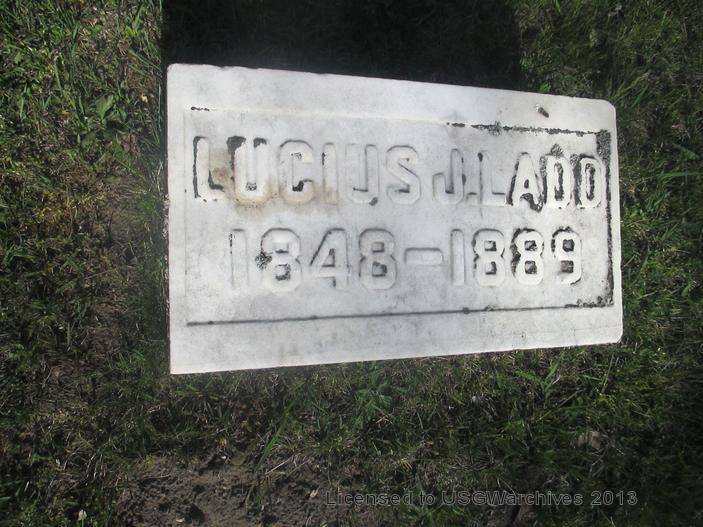 LUCIUS J. LADD
1848-1889
Licensed to USGWarchives 2013